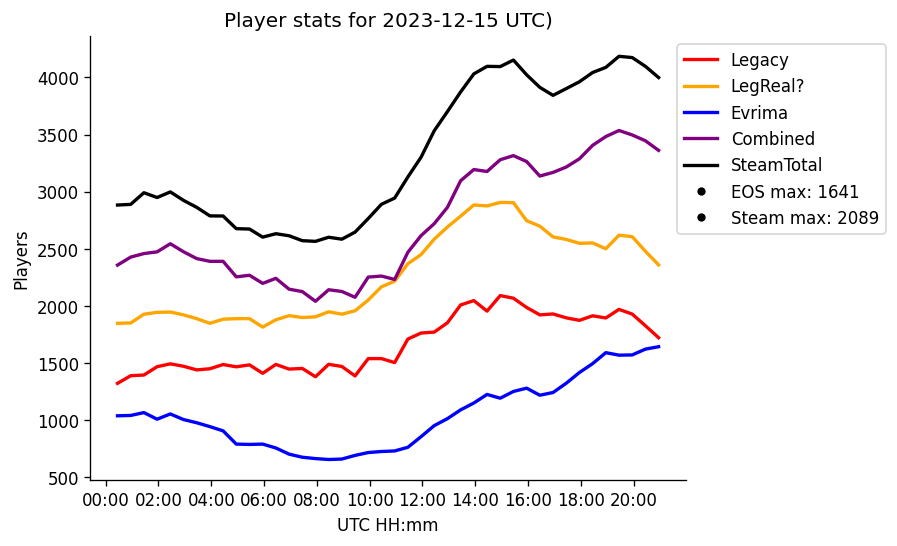 Player stats for 2023-12-15 UTC)
Legacy
LegReal?
Evrima
Combined
SteamTotal
EOS max: 1641
Steam max: 2089
Players
4000
3500
3000
2500
2000
1500
1000
500
00:00 02:00 04:00 06:00 08:00 10:00 12:00 14:00 16:00 18:00 20:00
UTC HH:mm